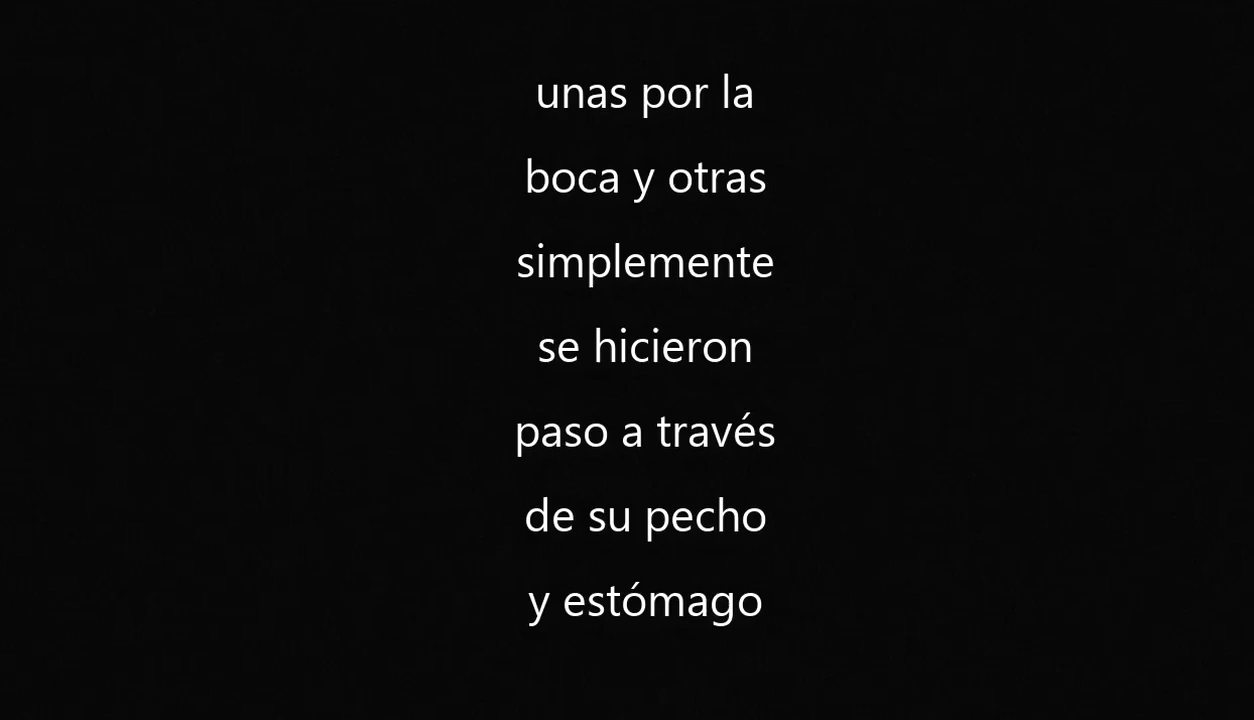 unas por la
boca y otras
simplemente
se hicieron
paso a través
de su pecho
y estómago